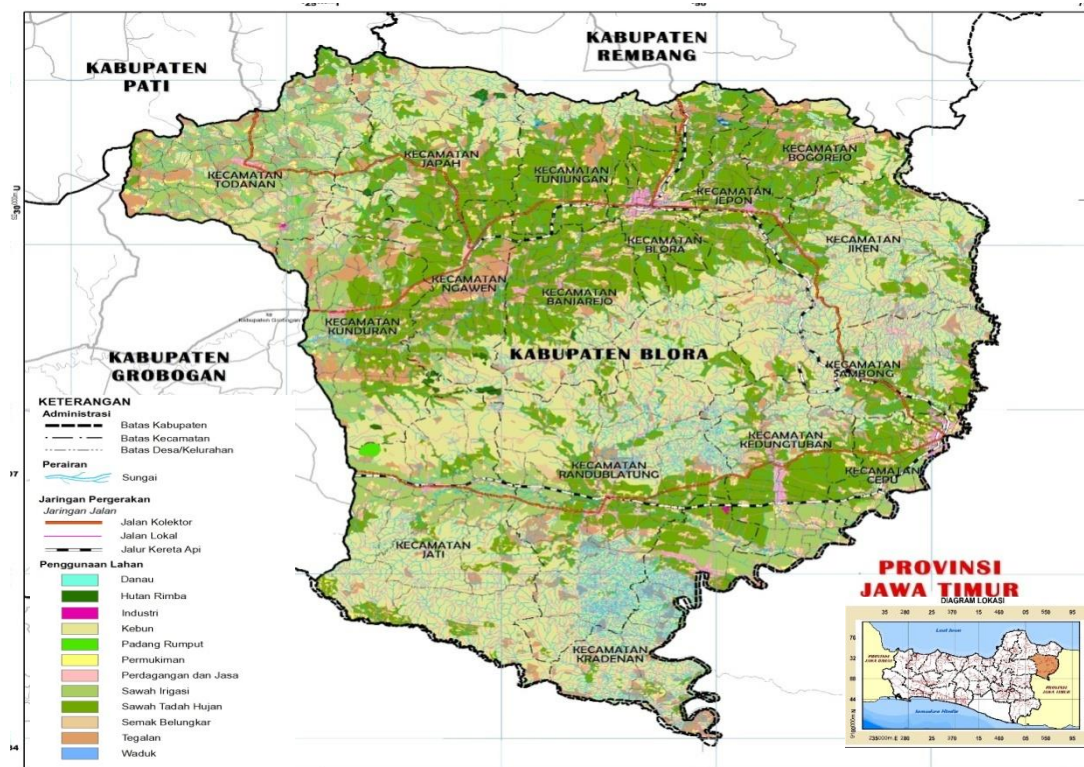 KABUPATEN
REMBANG
KABUPATEN
PATI
KECAMATAN
TODANAN
KECAMATAN
JAPAH
KECAMATAN
TUNJUNGAN
KECAMATAN
BOGOREJO
KECAMATAN
JEPON
KECAMATAN
BLORA
KECAMATAN
JIKEN
KECAMATAN
NGAWEN
KECAMATAN
BANJAREJO
KECAMATAN
KUNDURAN
KABUPATEN BLORA
KABUPATEN
GROBOGAN
KECAMATAN
SAMBONG
KECAMATAN
KEDUNGTUBAN
KECAMATAN
RANDUBLATUNG
KECAMATAN
CEPU
KECAMATAN
JATI
KECAMATAN
KRADENAN
KETERANGAN
Administrasi
Batas Kabupaten
Batas Kecamatan
Batas Desa/Kelurahan
Perairan
Sungai
Jaringan Pergerakan
Jaringan Jalan
Jalan Kolektor
Jalan Lokal
Jalur Kereta Api
Penggunaan Lahan
Danau
Hutan Rimba
Industri
Kebun
Padang Rumput
Permukiman
Perdagangan dan Jasa
Sawah Irigasi
Sawah Tadah Hujan
Semak Belungkar
Tegalan
Waduk
PROVINSI
JAWA TIMUR
DIAGRAM LOKASI